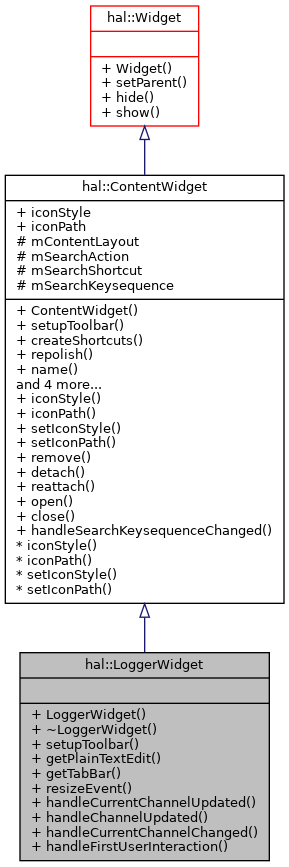 hal::Widget
+ Widget()
+ setParent()
+ hide()
+ show()
hal::ContentWidget
+ iconStyle
+ iconPath
# mContentLayout
# mSearchAction
# mSearchShortcut
# mSearchKeysequence
+ ContentWidget()
+ setupToolbar()
+ createShortcuts()
+ repolish()
+ name()
and 4 more...
+ iconStyle()
+ iconPath()
+ setIconStyle()
+ setIconPath()
+ remove()
+ detach()
+ reattach()
+ open()
+ close()
+ handleSearchKeysequenceChanged()
* iconStyle()
* iconPath()
* setIconStyle()
* setIconPath()
hal::LoggerWidget
+ LoggerWidget()
+ ~LoggerWidget()
+ setupToolbar()
+ getPlainTextEdit()
+ getTabBar()
+ resizeEvent()
+ handleCurrentChannelUpdated()
+ handleChannelUpdated()
+ handleCurrentChannelChanged()
+ handleFirstUserInteraction()